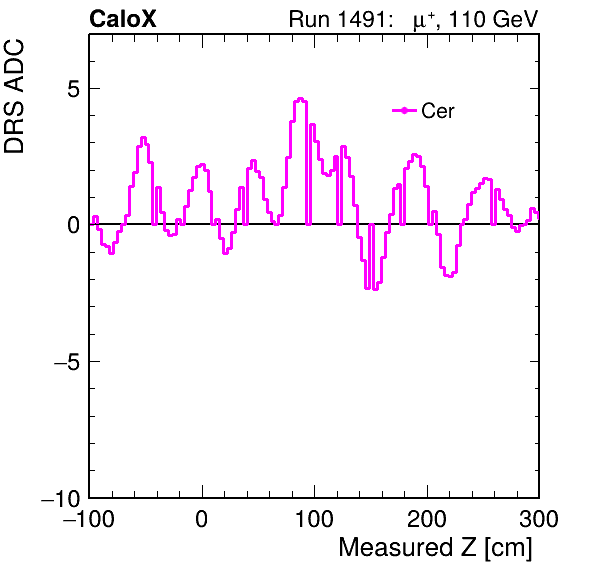 CaloX Run 1491: μ⁺, 110 GeV
DRS ADC
Cer
5
0
−5
−10
−100 0 100 200 300
Measured Z [cm]